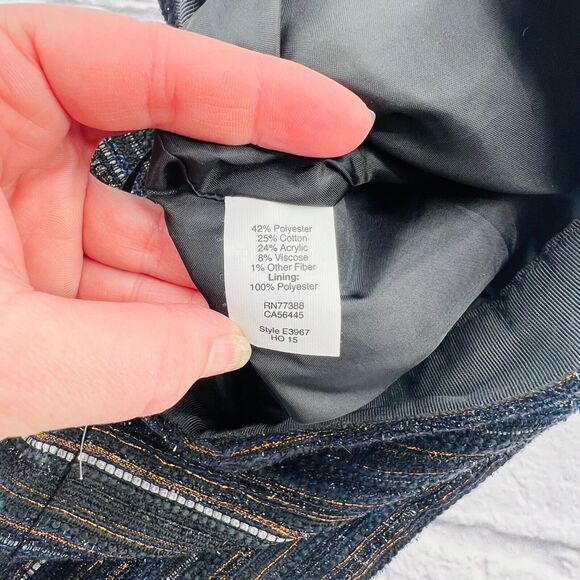 42% Polyester
25% Cotton
24% Acrylic
8% Viscose
1% Other Fiber
Lining:
100% Polyester
RN77388
CA56445
Style E3967
HO 15